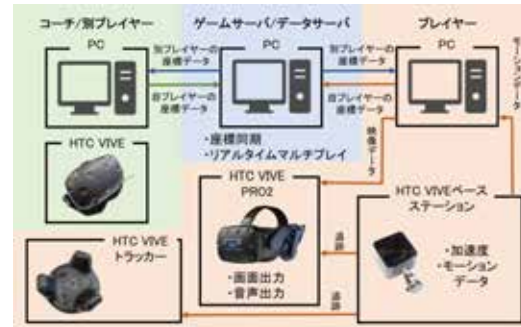 コーチ/別プレイヤー
PC
HTC VIVE
ゲームサーバ/データサーバ
PC
・座標同期
・リアルタイムマルチプレイ
プレイヤー
PC
別プレイヤーの
座標データ
自プレイヤーの
座標データ
別プレイヤーの
座標データ
自プレイヤーの
座標データ
モーションデータ
映像データ
HTC VIVE
PRO2
・画面出力
・音声出力
HTC VIVEベース
ステーション
・加速度
・モーション
データ
追跡
追跡
HTC VIVE
トラッカー